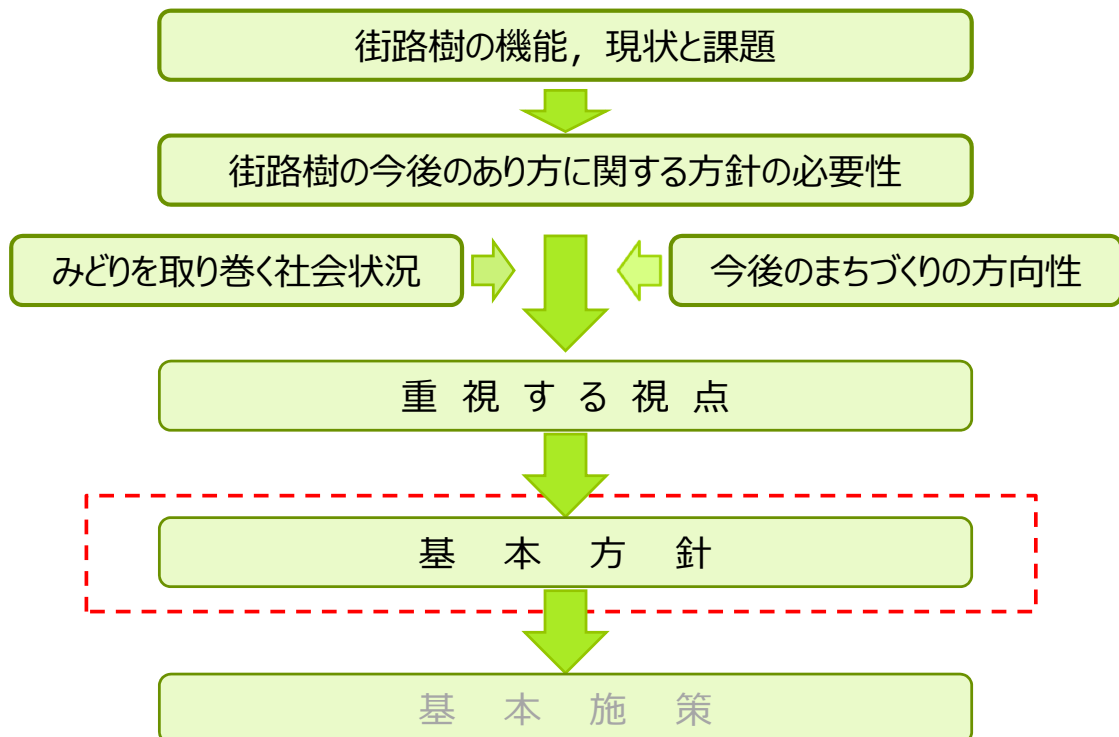 街路樹の機能，現状と課題
街路樹の今後のあり方に関する方針の必要性
みどりを取り巻く社会状況
今後のまちづくりの方向性
重 視 す る 視 点
基 本 方 針
基 本 施 策